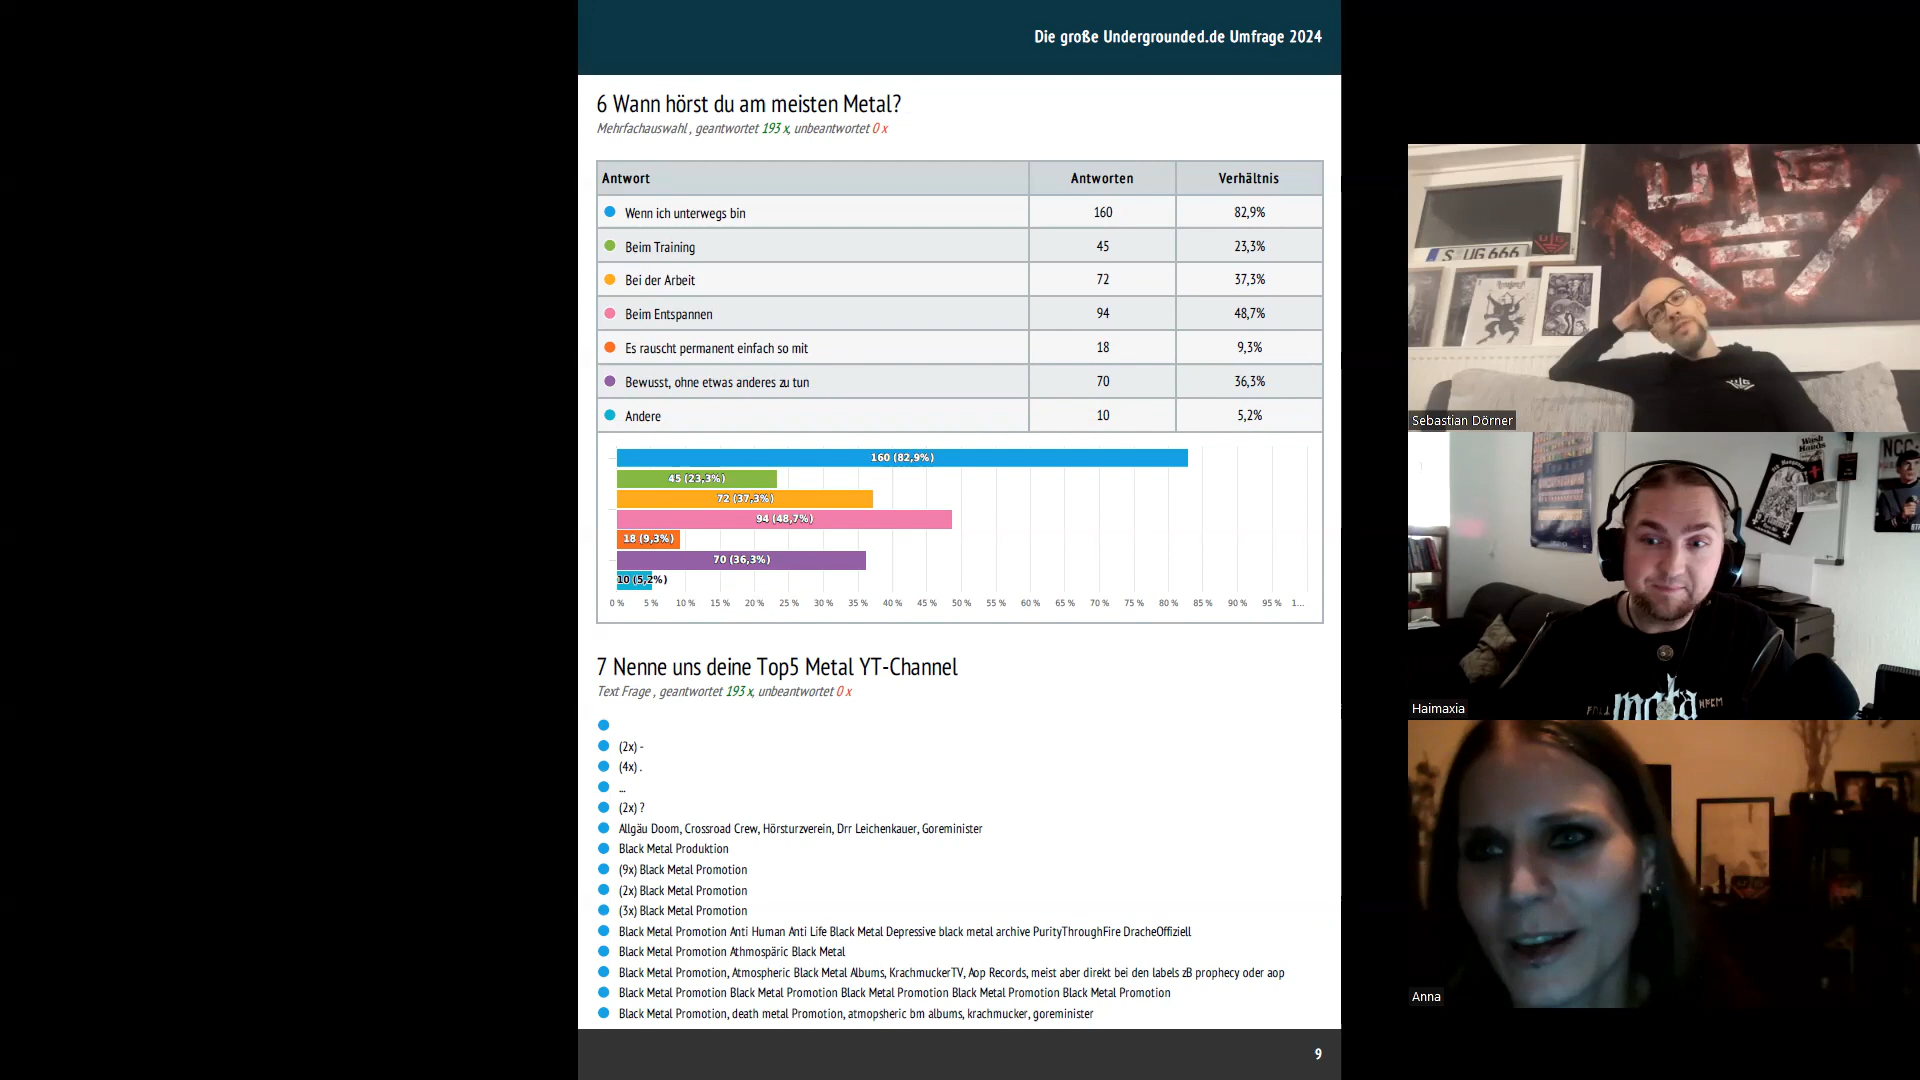 Die große Undergrounded.de Umfrage 2024
6 Wann hörst du am meisten Metal?
Mehrfachauswahl , geantwortet 193 x, unbeantwortet 0 x
Antwort Antworten Verhältnis
Wenn ich unterwegs bin 160 82,9%
Beim Training 45 23,3%
Bei der Arbeit 72 37,3%
Beim Entspannen 94 48,7%
Es rauscht permanent einfach so mit 18 9,3%
Bewusst, ohne etwas anderes zu tun 70 36,3%
Andere 10 5,2%
160 (82,9%)
45 (23,3%)
72 (37,3%)
94 (48,7%)
18 (9,3%)
70 (36,3%)
10 (5,2%)
0 % 5 % 10 % 15 % 20 % 25 % 30 % 35 % 40 % 45 % 50 % 55 % 60 % 65 % 70 % 75 % 80 % 85 % 90 % 95 % 1...
7 Nenne uns deine Top5 Metal YT-Channel
Text Frage , geantwortet 193 x, unbeantwortet 0 x
(2x) -
(4x) .
...
(2x) ?
Allgäu Doom, Crossroad Crew, Hörsturzverein, Drr Leichenkauer, Goreminister
Black Metal Produktion
(9x) Black Metal Promotion
(2x) Black Metal Promotion
(3x) Black Metal Promotion
Black Metal Promotion Anti Human Anti Life Black Metal Depressive black metal archive PurityThroughFire DracheOffiziell
Black Metal Promotion Athmospäric Black Metal
Black Metal Promotion, Atmospheric Black Metal Albums, KrachmuckerTV, Aop Records, meist aber direkt bei den labels zB prophecy oder aop
Black Metal Promotion Black Metal Promotion Black Metal Promotion Black Metal Promotion Black Metal Promotion
Black Metal Promotion, death metal Promotion, atmopsheric bm albums, krachmucker, goreminister
9
S UG 666
Sebastian Dörner
Wash
Hands
NCC-
Haimaxia
Anna